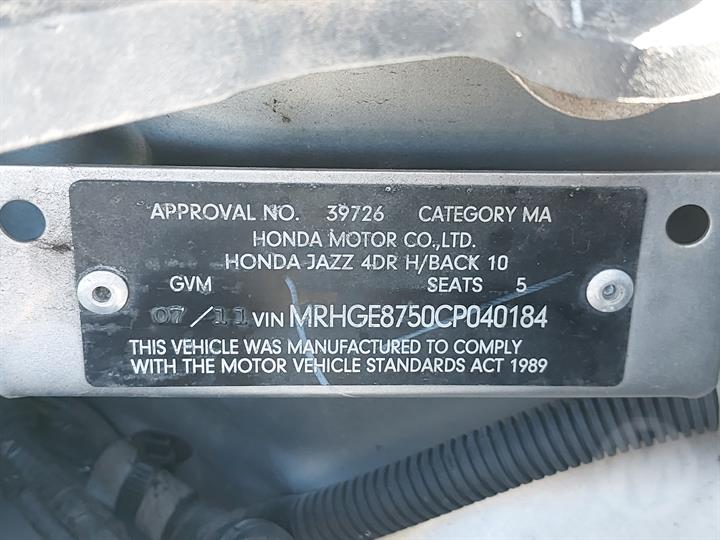 APPROVAL NO. 39726 CATEGORY MA
HONDA MOTOR CO.,LTD.
HONDA JAZZ 4DR H/BACK 10
GVM SEATS 5
07/11 VIN MRHGE8750CP040184
THIS VEHICLE WAS MANUFACTURED TO COMPLY
WITH THE MOTOR VEHICLE STANDARDS ACT 1989